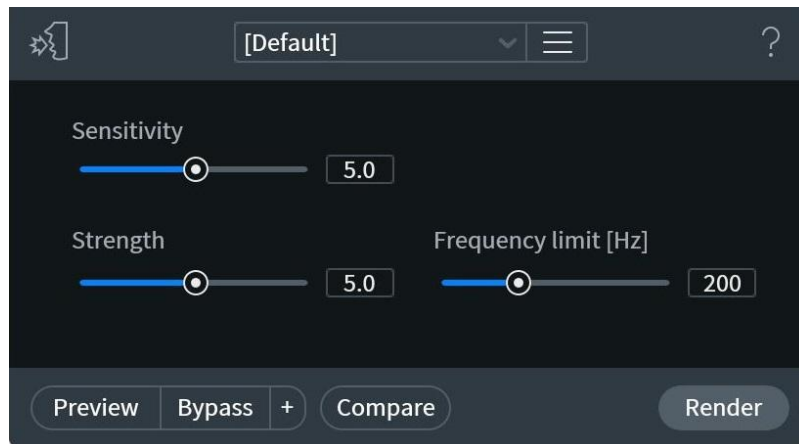 [Default] ?
Sensitivity
5.0
Strength Frequency limit [Hz]
5.0 200
Preview Bypass + Compare Render